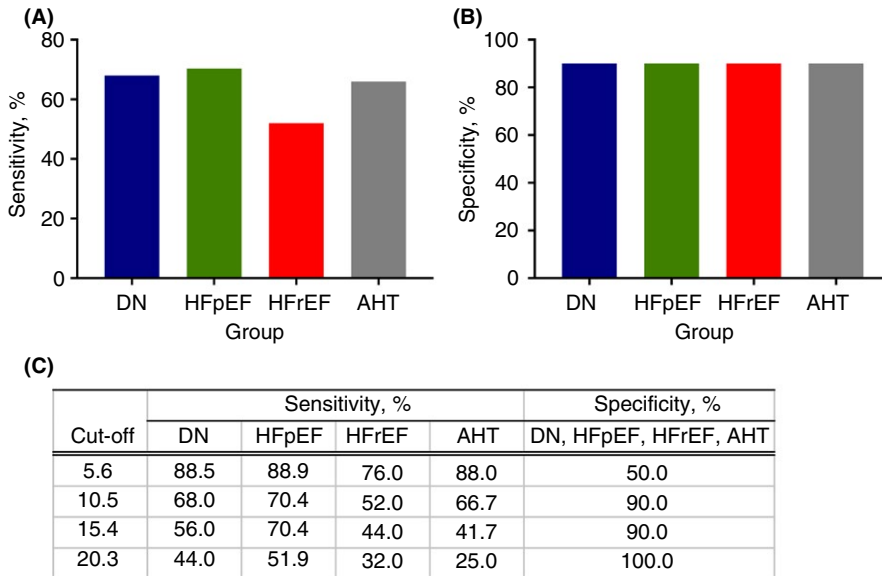 (A)
80
60
40
20
0
Sensitivity, %
DN HFpEF HFrEF AHT
Group
(B)
100
80
60
40
20
0
Specificity, %
DN HFpEF HFrEF AHT
Group
(C)
Sensitivity, % Specificity, %
Cut-off DN HFpEF HFrEF AHT DN, HFpEF, HFrEF, AHT
5.6 88.5 88.9 76.0 88.0 50.0
10.5 68.0 70.4 52.0 66.7 90.0
15.4 56.0 70.4 44.0 41.7 90.0
20.3 44.0 51.9 32.0 25.0 100.0